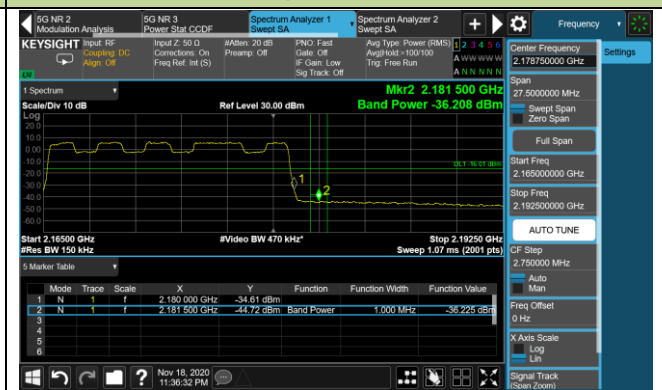 5G NR 2
Modulation Analysis
5G NR 3
Power Stat CCDF
Spectrum Analyzer 1
Swept SA
Spectrum Analyzer 2
Swept SA
+
Frequency
KEYSIGHT
Input: RF
Coupling: DC
Align: Off
Input Z: 50 Ω
Corrections: On
Freq Ref: Int (S)
#Atten: 20 dB
Preamp: Off
PNO: Fast
Gate: Off
IF Gain: Low
Sig Track: Off
Avg Type: Power (RMS)
Avg|Hold:>100/100
Trig: Free Run
1 2 3 4 5 6
A W W W W W
A N N N N N
1 Spectrum
Scale/Div 10 dB
Ref Level 30.00 dBm
Mkr2 2.181 500 GHz
Band Power -36.208 dBm
Log
20.0
10.0
0.00
-10.0
-20.0
-30.0
-40.0
-50.0
-60.0
DL1 -16.01 dBm
1
2
Start 2.16500 GHz
#Res BW 150 kHz
#Video BW 470 kHz*
Stop 2.19250 GHz
Sweep 1.07 ms (2001 pts)
5 Marker Table
Mode Trace Scale X Y Function Function Width Function Value
1 N 1 f 2.180 000 GHz -34.61 dBm
2 N 1 f 2.181 500 GHz -44.72 dBm Band Power 1.000 MHz -36.225 dBm
3
4
5
6
Nov 18, 2020
11:36:32 PM
?
Center Frequency
2.178750000 GHz
Settings
Span
27.5000000 MHz
Swept Span
Zero Span
Full Span
Start Freq
2.165000000 GHz
Stop Freq
2.192500000 GHz
AUTO TUNE
CF Step
2.750000 MHz
Auto
Man
Freq Offset
0 Hz
X Axis Scale
Log
Lin
Signal Track
(Span Zoom)